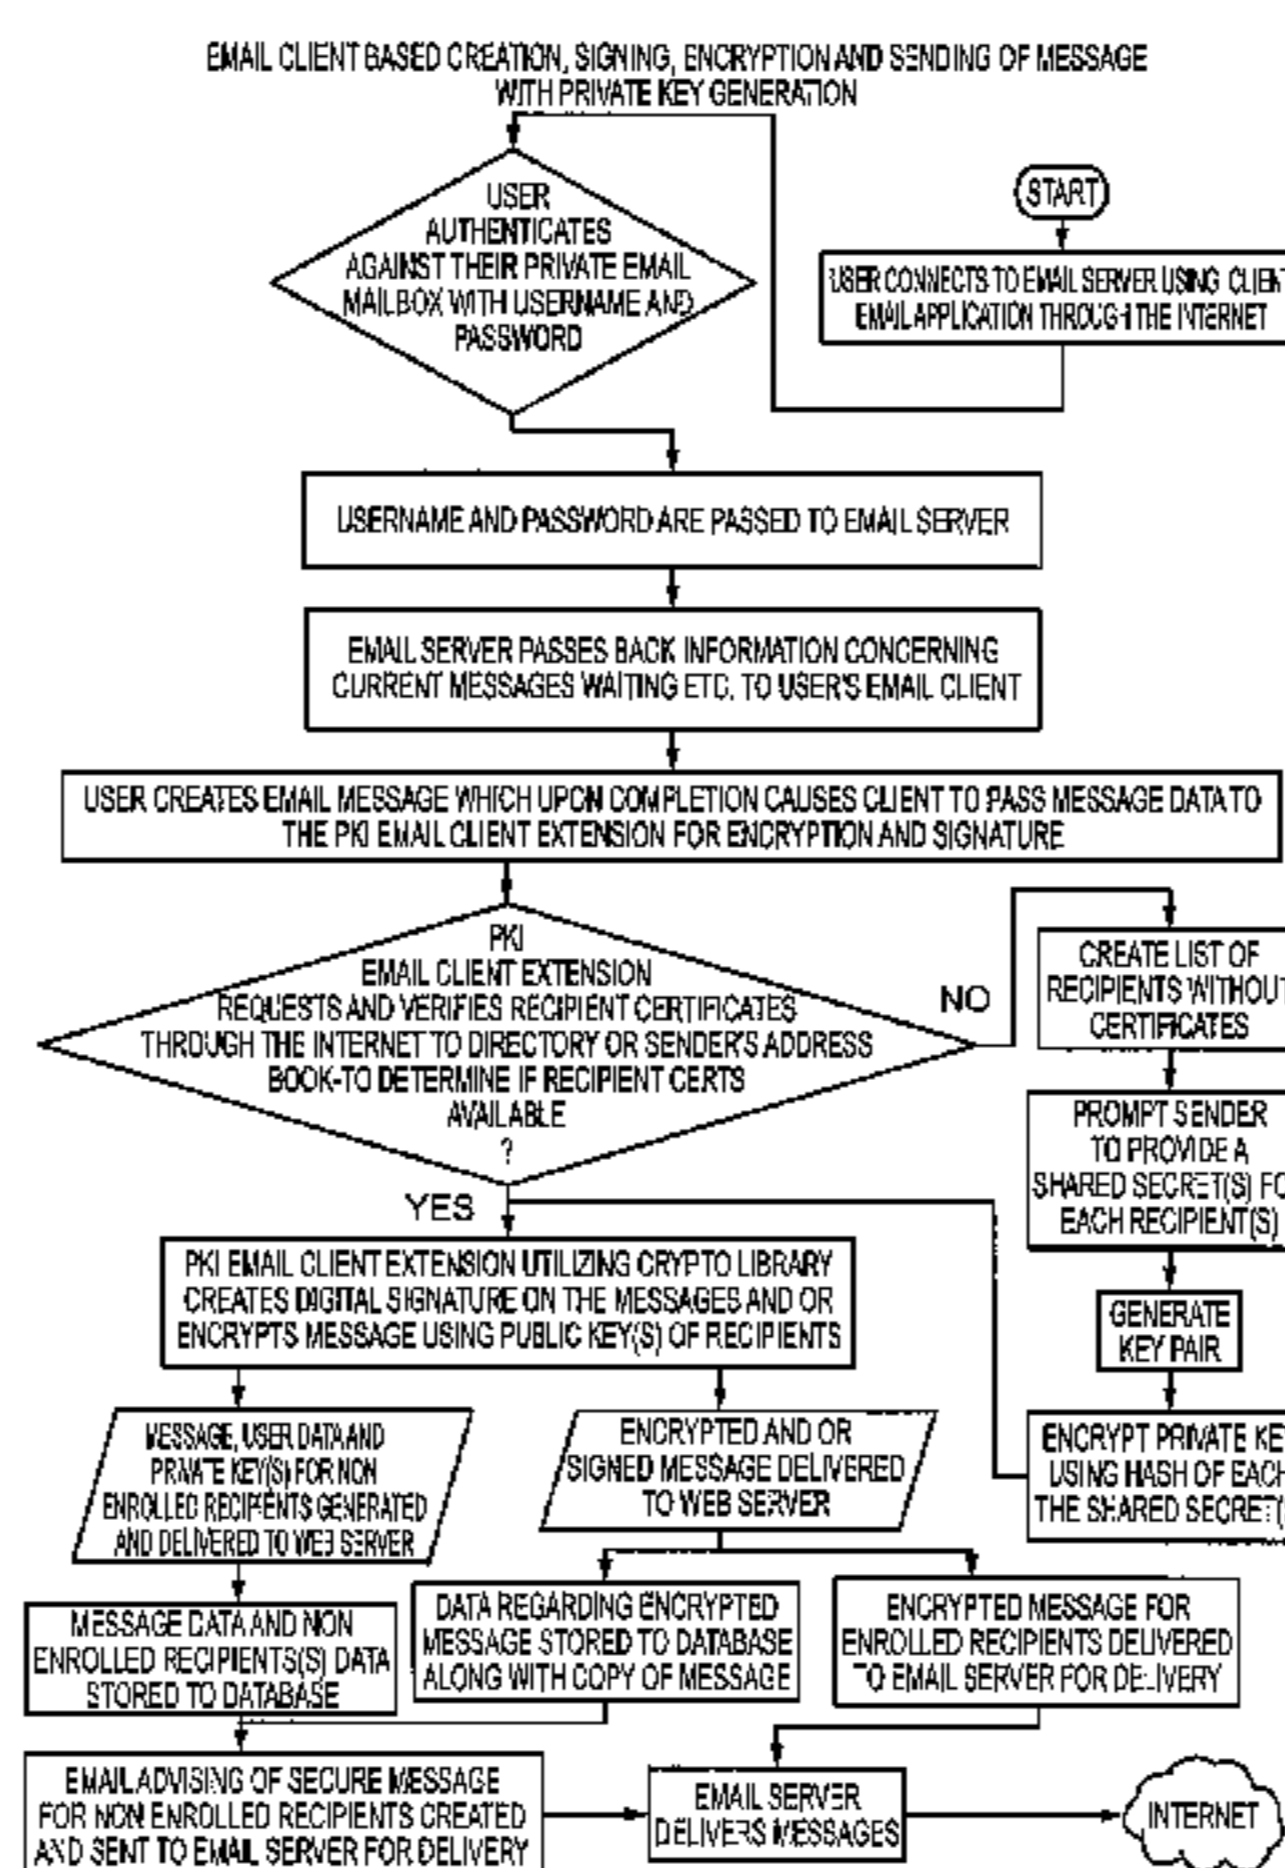 EMAIL CLIENT BASED CREATION, SIGNING, ENCRYPTION AND SENDING OF MESSAGE
WITH PRIVATE KEY GENERATION
START
USER CONNECTS TO EMAIL SERVER USING CLIENT
EMAIL APPLICATION THROUGH THE INTERNET
USER
AUTHENTICATES
AGAINST THEIR PRIVATE EMAIL
MAILBOX WITH USERNAME AND
PASSWORD
USERNAME AND PASSWORD ARE PASSED TO EMAIL SERVER
EMAIL SERVER PASSES BACK INFORMATION CONCERNING
CURRENT MESSAGES WAITING ETC. TO USER'S EMAIL CLIENT
USER CREATES EMAIL MESSAGE WHICH UPON COMPLETION CAUSES CLIENT TO PASS MESSAGE DATA TO
THE PKI EMAIL CLIENT EXTENSION FOR ENCRYPTION AND SIGNATURE
PKI
EMAIL CLIENT EXTENSION
REQUESTS AND VERIFIES RECIPIENT CERTIFICATES
THROUGH THE INTERNET TO DIRECTORY OR SENDER'S ADDRESS
BOOK-TO DETERMINE IF RECIPIENT CERTS
AVAILABLE
?
NO
CREATE LIST OF
RECIPIENTS WITHOUT
CERTIFICATES
PROMPT SENDER
TO PROVIDE A
SHARED SECRET(S) FO
EACH RECIPIENT(S)
GENERATE
KEY PAIR
ENCRYPT PRIVATE KE
USING HASH OF EACH
THE SHARED SECRET(
YES
PKI EMAIL CLIENT EXTENSION UTILIZING CRYPTO LIBRARY
CREATES DIGITAL SIGNATURE ON THE MESSAGES AND OR
ENCRYPTS MESSAGE USING PUBLIC KEY(S) OF RECIPIENTS
MESSAGE, USER DATA AND
PRIVATE KEY(S) FOR NON
ENROLLED RECIPIENTS GENERATED
AND DELIVERED TO WEB SERVER
ENCRYPTED AND OR
SIGNED MESSAGE DELIVERED
TO WEB SERVER
MESSAGE DATA AND NON
ENROLLED RECIPIENTS(S) DATA
STORED TO DATABASE
DATA REGARDING ENCRYPTED
MESSAGE STORED TO DATABASE
ALONG WITH COPY OF MESSAGE
ENCRYPTED MESSAGE FOR
ENROLLED RECIPIENTS DELIVERED
TO EMAIL SERVER FOR DELIVERY
EMAIL ADVISING OF SECURE MESSAGE
FOR NON ENROLLED RECIPIENTS CREATED
AND SENT TO EMAIL SERVER FOR DELIVERY
EMAIL SERVER
DELIVERS MESSAGES
INTERNET